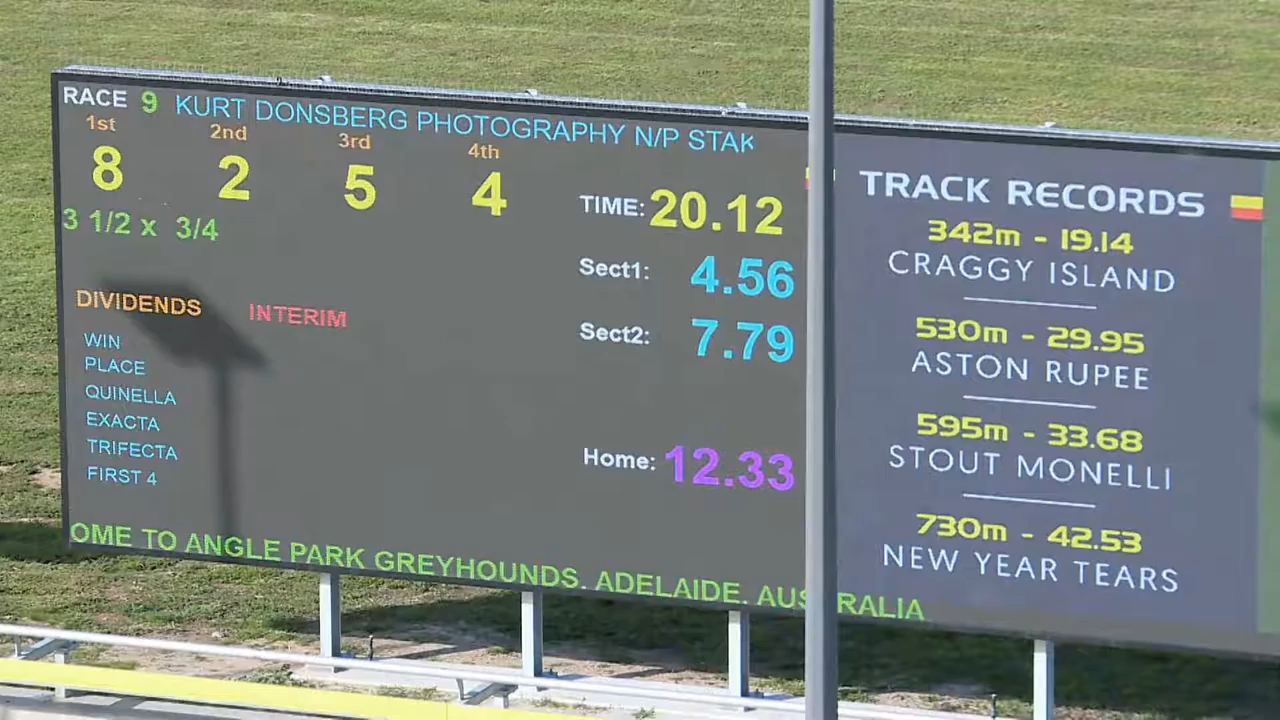 RACE 9 KURT DONSBERG PHOTOGRAPHY N/P STAK
1st 2nd 3rd 4th
8 2 5 4
3 1/2 x 3/4
TIME: 20.12
Sect1: 4.56
Sect2: 7.79
Home: 12.33
DIVIDENDS INTERIM
WIN
PLACE
QUINELLA
EXACTA
TRIFECTA
FIRST 4
OME TO ANGLE PARK GREYHOUNDS. ADELAIDE. AUSTRALIA
TRACK RECORDS
342m - 19.14
CRAGGY ISLAND
530m - 29.95
ASTON RUPEE
595m - 33.68
STOUT MONELLI
730m - 42.53
NEW YEAR TEARS